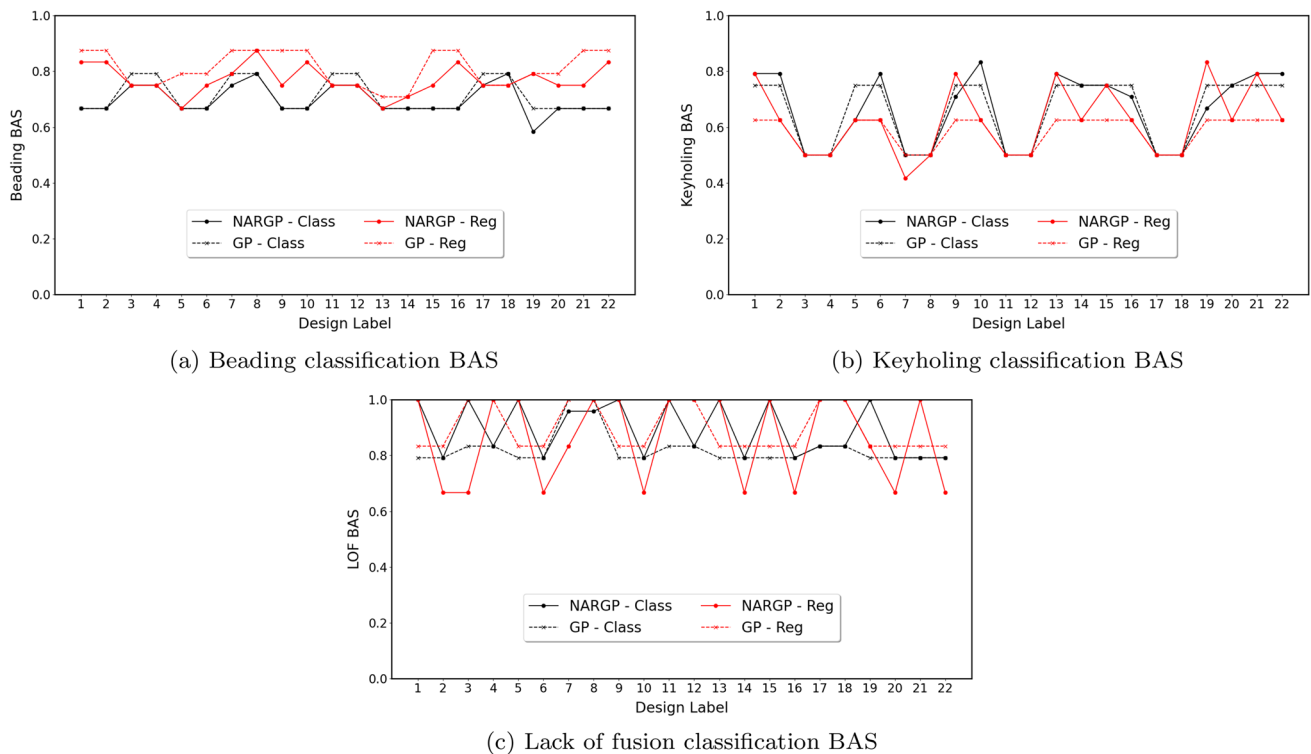 1.0
0.8
0.6
0.4
0.2
0.0
Beading BAS
NARGP - Class
GP - Class
NARGP - Reg
GP - Reg
1 2 3 4 5 6 7 8 9 10 11 12 13 14 15 16 17 18 19 20 21 22
Design Label
(a) Beading classification BAS
1.0
0.8
0.6
0.4
0.2
0.0
Keyholing BAS
NARGP - Class
GP - Class
NARGP - Reg
GP - Reg
1 2 3 4 5 6 7 8 9 10 11 12 13 14 15 16 17 18 19 20 21 22
Design Label
(b) Keyholing classification BAS
1.0
0.8
0.6
0.4
0.2
0.0
LOF BAS
NARGP - Class
GP - Class
NARGP - Reg
GP - Reg
1 2 3 4 5 6 7 8 9 10 11 12 13 14 15 16 17 18 19 20 21 22
Design Label
(c) Lack of fusion classification BAS